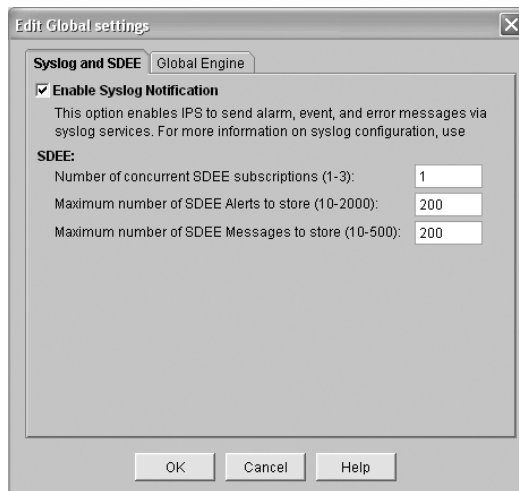 Edit Global settings
Syslog and SDEE
Global Engine
Enable Syslog Notification
This option enables IPS to send alarm, event, and error messages via
syslog services. For more information on syslog configuration, use
SDEE:
Number of concurrent SDEE subscriptions (1-3): 1
Maximum number of SDEE Alerts to store (10-2000): 200
Maximum number of SDEE Messages to store (10-500): 200
OK
Cancel
Help